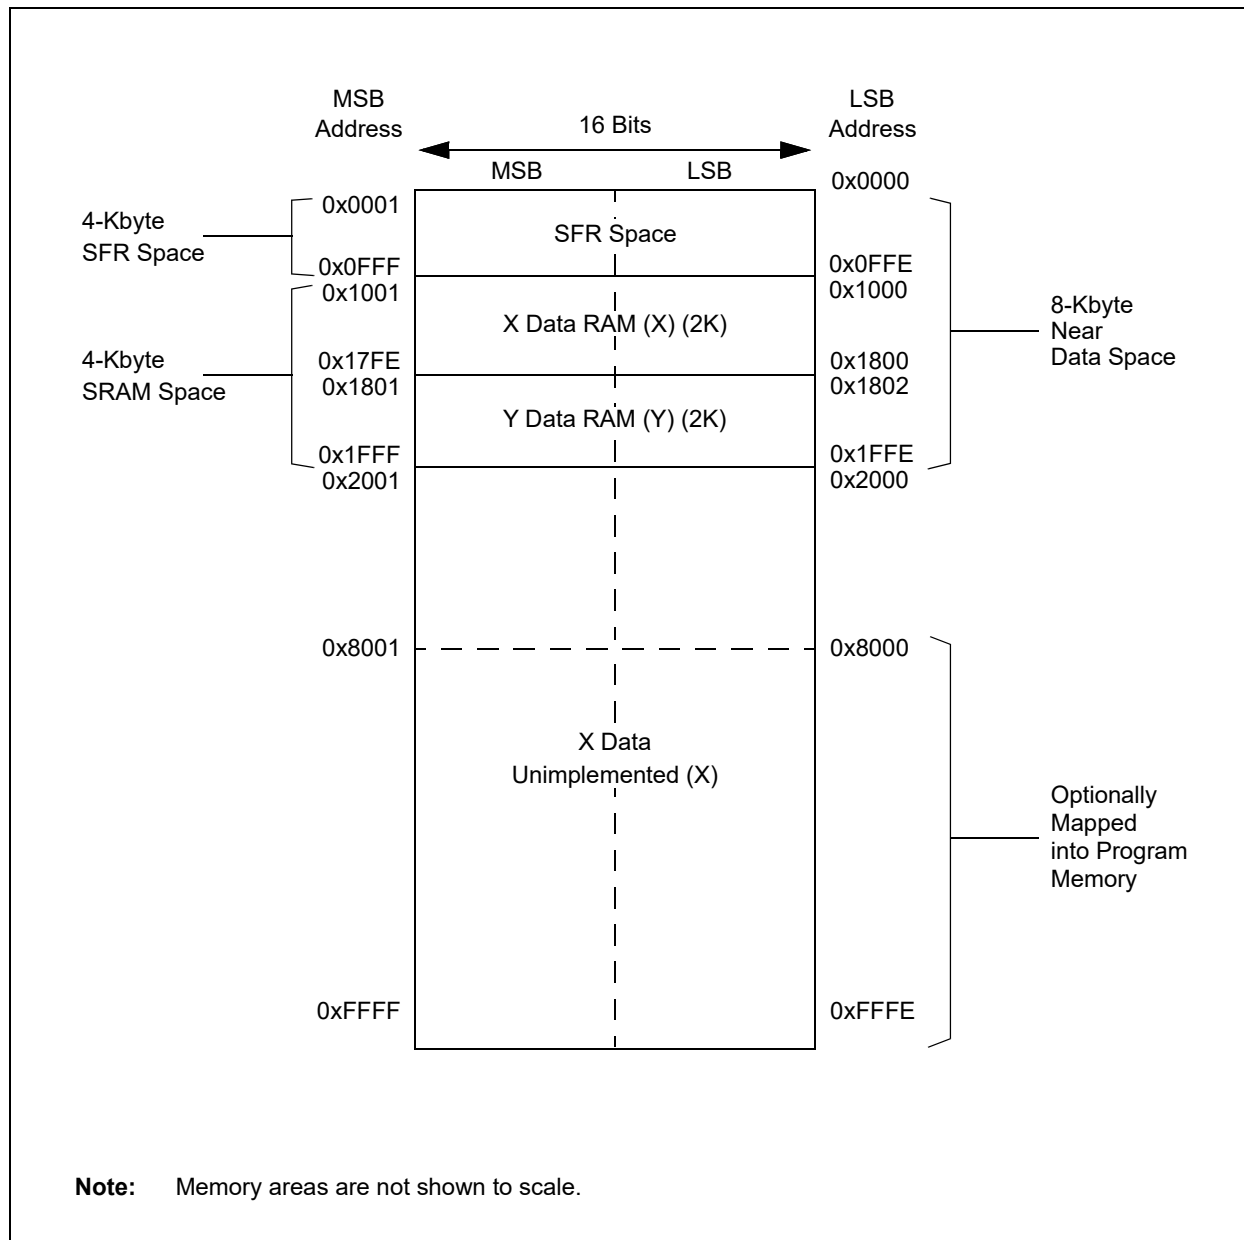 MSB
Address
LSB
Address
16 Bits
MSB
LSB
0x0000
0x0001
4-Kbyte
SFR Space
SFR Space
0x0FFF
0x0FFE
0x1001
0x1000
X Data RAM (X) (2K)
8-Kbyte
Near
Data Space
4-Kbyte
SRAM Space
0x17FE
0x1800
0x1801
0x1802
Y Data RAM (Y) (2K)
0x1FFF
0x1FFE
0x2001
0x2000
0x8001
0x8000
X Data
Unimplemented (X)
Optionally
Mapped
into Program
Memory
0xFFFF
0xFFFE
Note: Memory areas are not shown to scale.